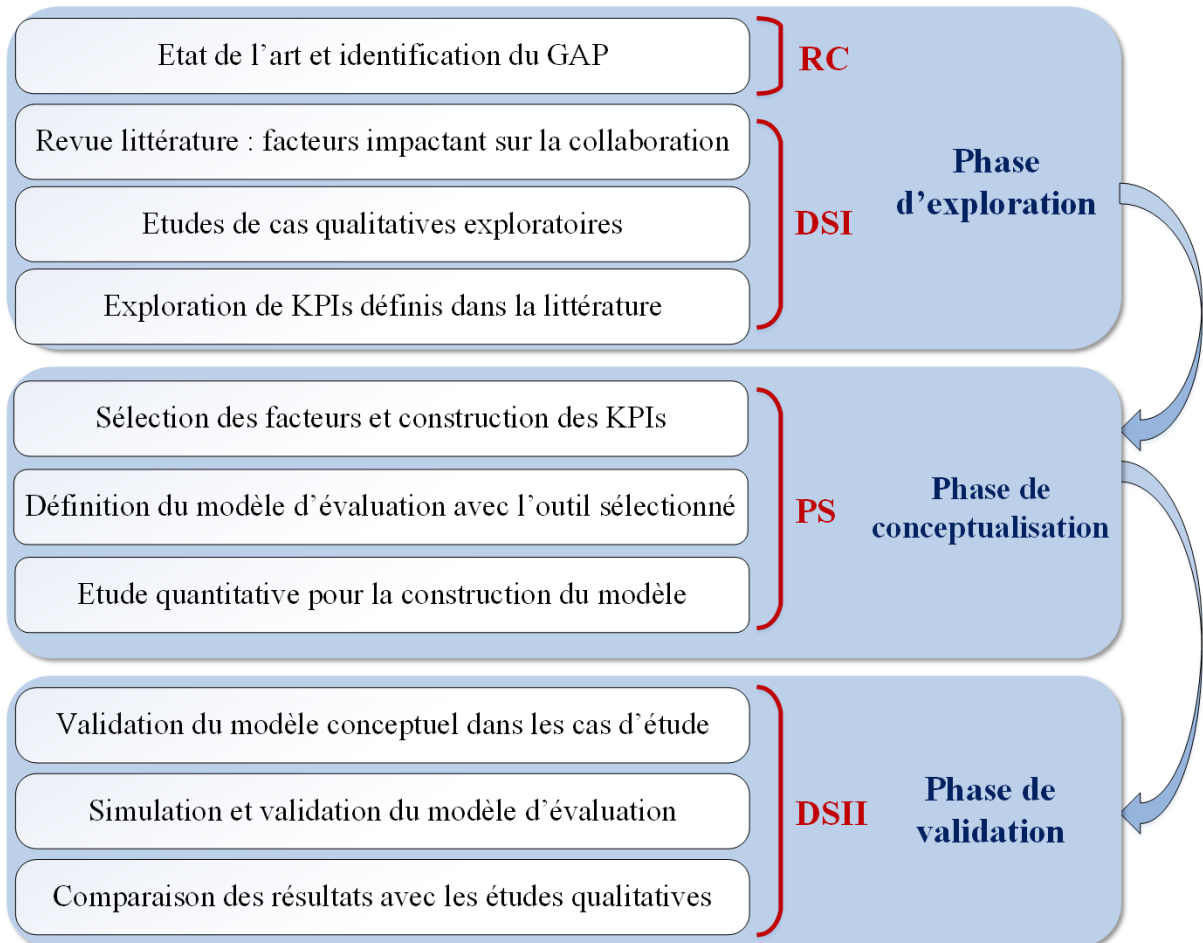 Etat de l’art et identification du GAP
RC
Revue littérature : facteurs impactant sur la collaboration
Etudes de cas qualitatives exploratoires
Exploration de KPIs définis dans la littérature
DSI
Phase
d’exploration
Sélection des facteurs et construction des KPIs
Définition du modèle d’évaluation avec l’outil sélectionné
Etude quantitative pour la construction du modèle
PS
Phase de
conceptualisation
Validation du modèle conceptuel dans les cas d’étude
Simulation et validation du modèle d’évaluation
Comparaison des résultats avec les études qualitatives
DSII
Phase de
validation